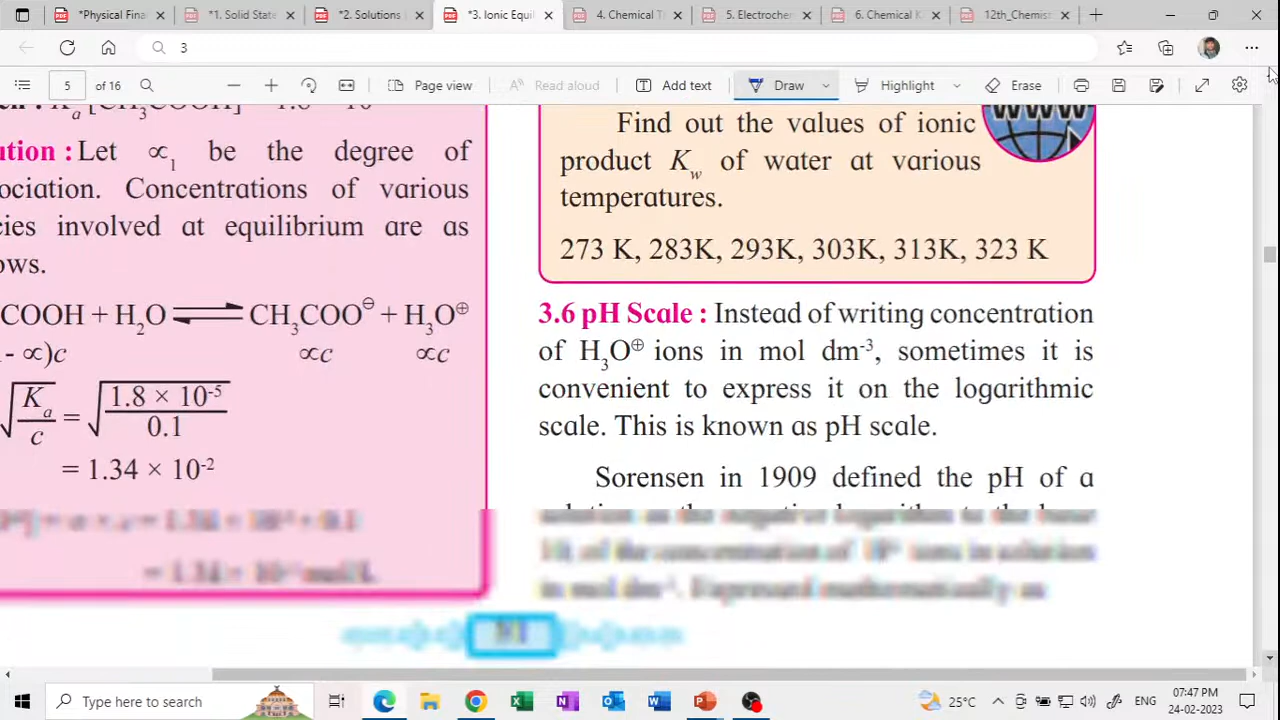 *Physical Fina
*1. Solid State
*2. Solutions
*3. Ionic Equi
4. Chemical T
5. Electrochen
6. Chemical K
12th_Chemist
3
5 of 16
Page view
Read aloud
Add text
Draw
Highlight
Erase
ution : Let ∝1 be the degree of
ociation. Concentrations of various
cies involved at equilibrium are as
ows.
COOH + H2O ⇌ CH3COO⊖ + H3O⊕
- ∝)c ∝c ∝c
√Ka/c = √1.8 × 10-5/0.1
= 1.34 × 10-2
Find out the values of ionic
product Kw of water at various
temperatures.
273 K, 283K, 293K, 303K, 313K, 323 K
WWW
3.6 pH Scale : Instead of writing concentration
of H3O⊕ ions in mol dm-3, sometimes it is
convenient to express it on the logarithmic
scale. This is known as pH scale.
Sorensen in 1909 defined the pH of a
Type here to search
25°C
ENG
07:47 PM
24-02-2023